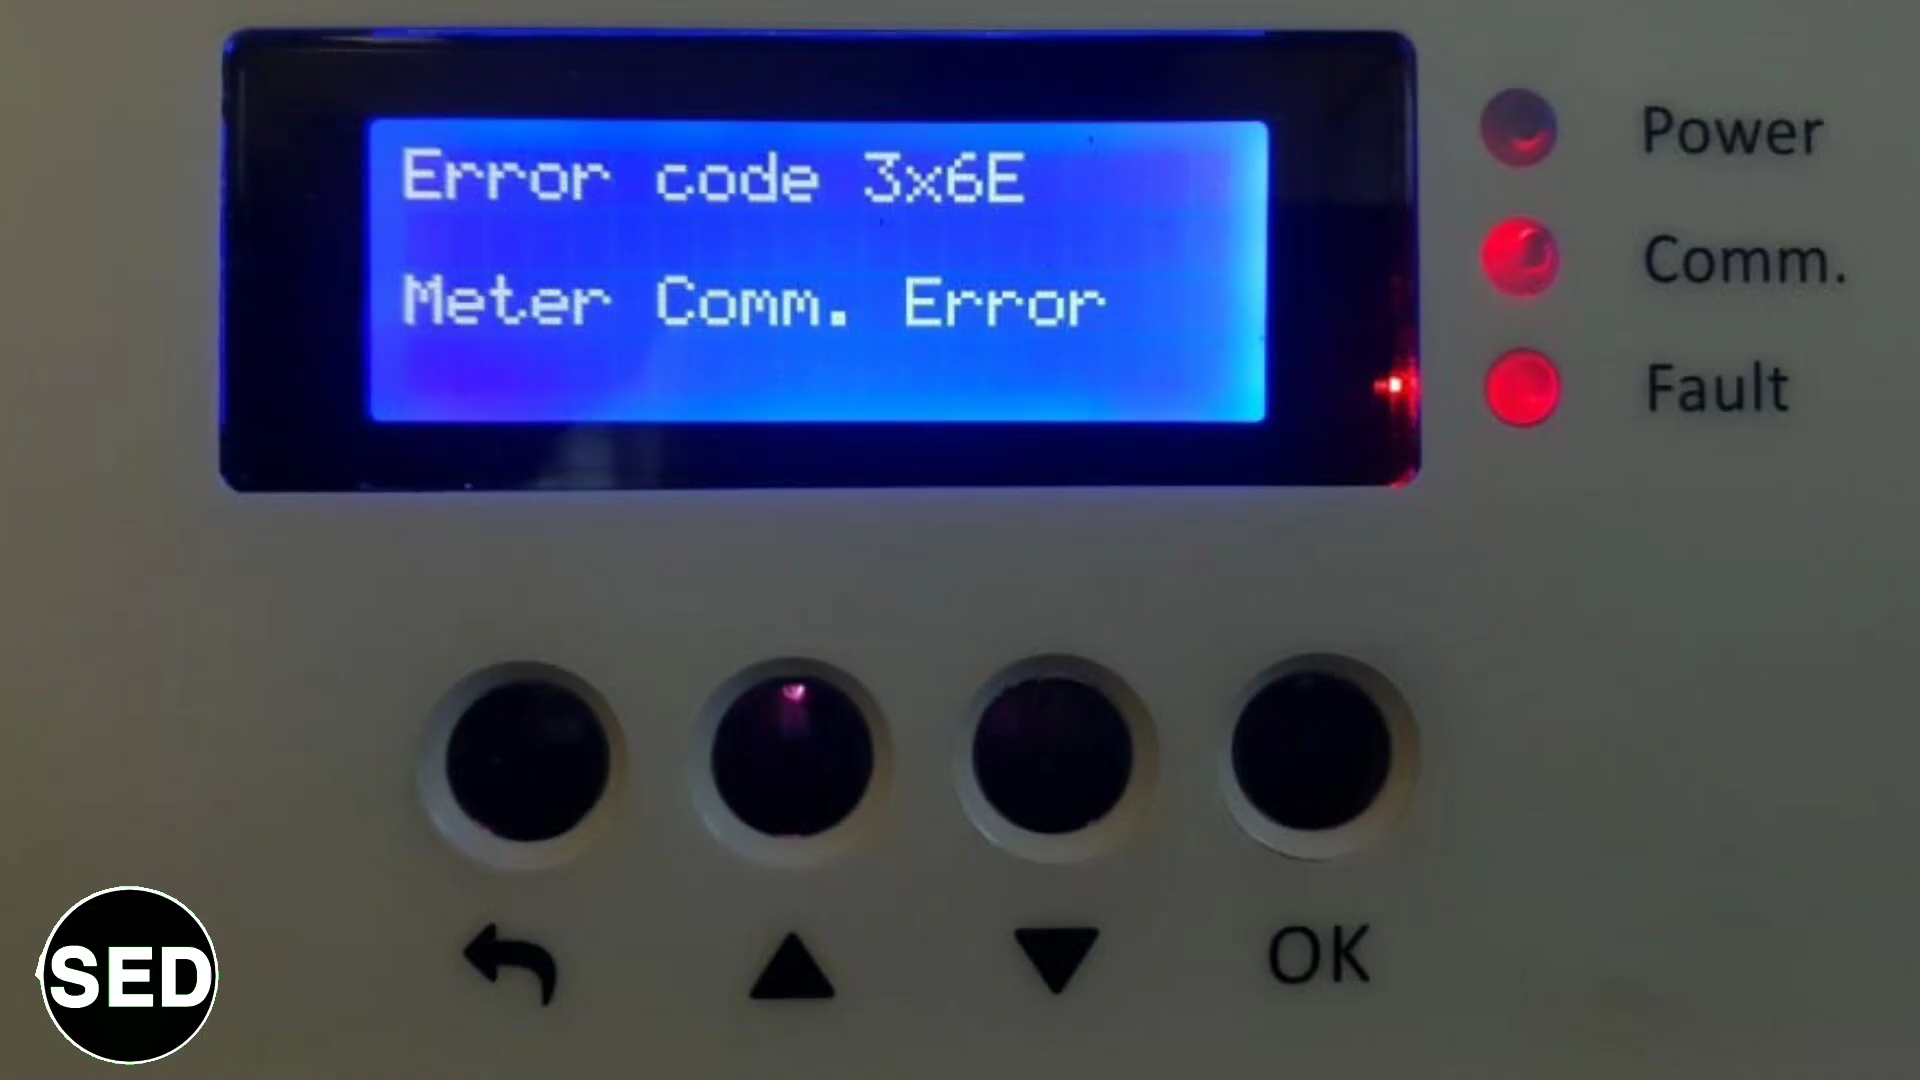 Error code 3x6E
Meter Comm. Error
Power
Comm.
Fault
OK
SED